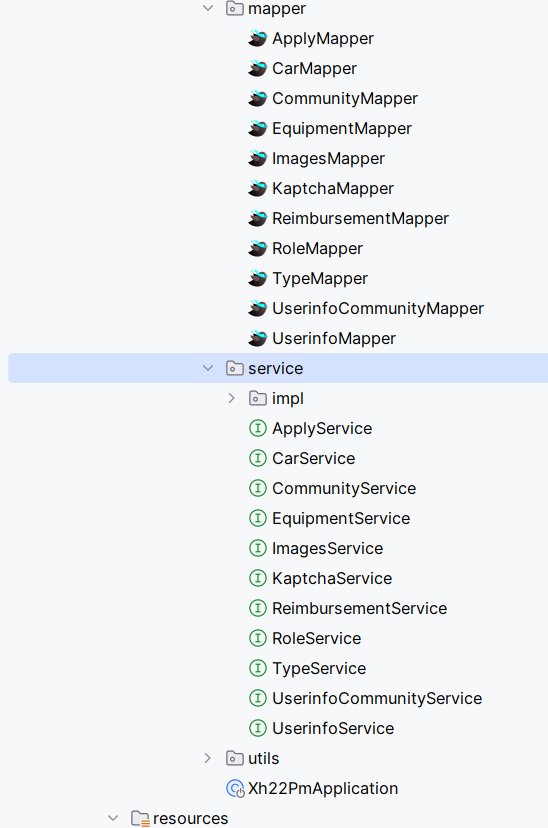 mapper
ApplyMapper
CarMapper
CommunityMapper
EquipmentMapper
ImagesMapper
KaptchaMapper
ReimbursementMapper
RoleMapper
TypeMapper
UserinfoCommunityMapper
UserinfoMapper
service
impl
ApplyService
CarService
CommunityService
EquipmentService
ImagesService
KaptchaService
ReimbursementService
RoleService
TypeService
UserinfoCommunityService
UserinfoService
utils
Xh22PmApplication
resources